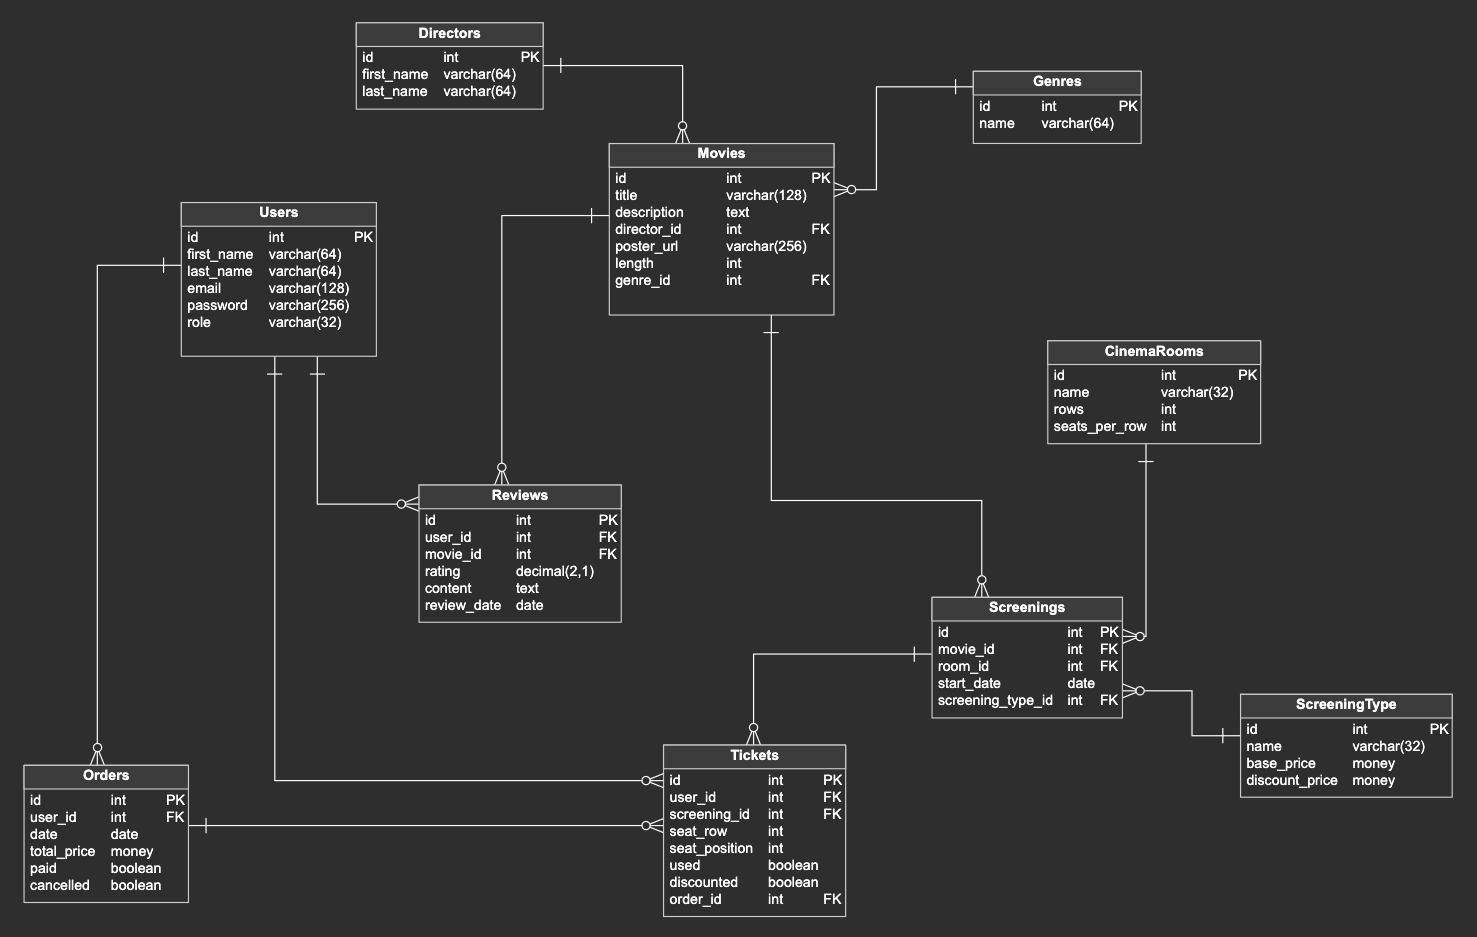 Directors
id int PK
first_name varchar(64)
last_name varchar(64)
Genres
id int PK
name varchar(64)
Movies
id int PK
title varchar(128)
description text
director_id int FK
poster_url varchar(256)
length int
genre_id int FK
Users
id int PK
first_name varchar(64)
last_name varchar(64)
email varchar(128)
password varchar(256)
role varchar(32)
CinemaRooms
id int PK
name varchar(32)
rows int
seats_per_row int
Reviews
id int PK
user_id int FK
movie_id int FK
rating decimal(2,1)
content text
review_date date
Screenings
id int PK
movie_id int FK
room_id int FK
start_date date
screening_type_id int FK
ScreeningType
id int PK
name varchar(32)
base_price money
discount_price money
Orders
id int PK
user_id int FK
date date
total_price money
paid boolean
cancelled boolean
Tickets
id int PK
user_id int FK
screening_id int FK
seat_row int
seat_position int
used boolean
discounted boolean
order_id int FK